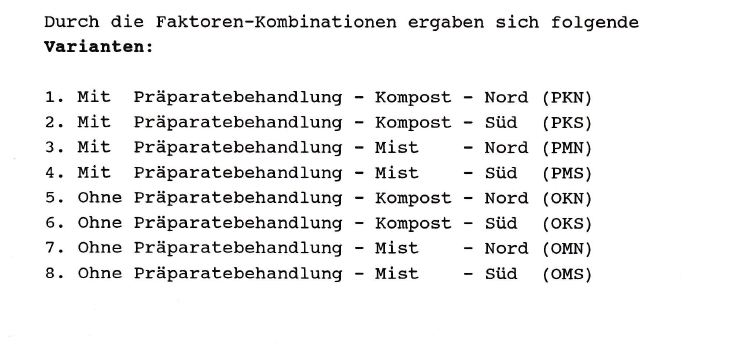 Durch die Faktoren-Kombinationen ergaben sich folgende
Varianten:
1. Mit  Präparatebehandlung - Kompost - Nord (PKN)
2. Mit  Präparatebehandlung - Kompost - Süd  (PKS)
3. Mit  Präparatebehandlung - Mist    - Nord (PMN)
4. Mit  Präparatebehandlung - Mist    - Süd  (PMS)
5. Ohne Präparatebehandlung - Kompost - Nord (OKN)
6. Ohne Präparatebehandlung - Kompost - Süd  (OKS)
7. Ohne Präparatebehandlung - Mist    - Nord (OMN)
8. Ohne Präparatebehandlung - Mist    - Süd  (OMS)